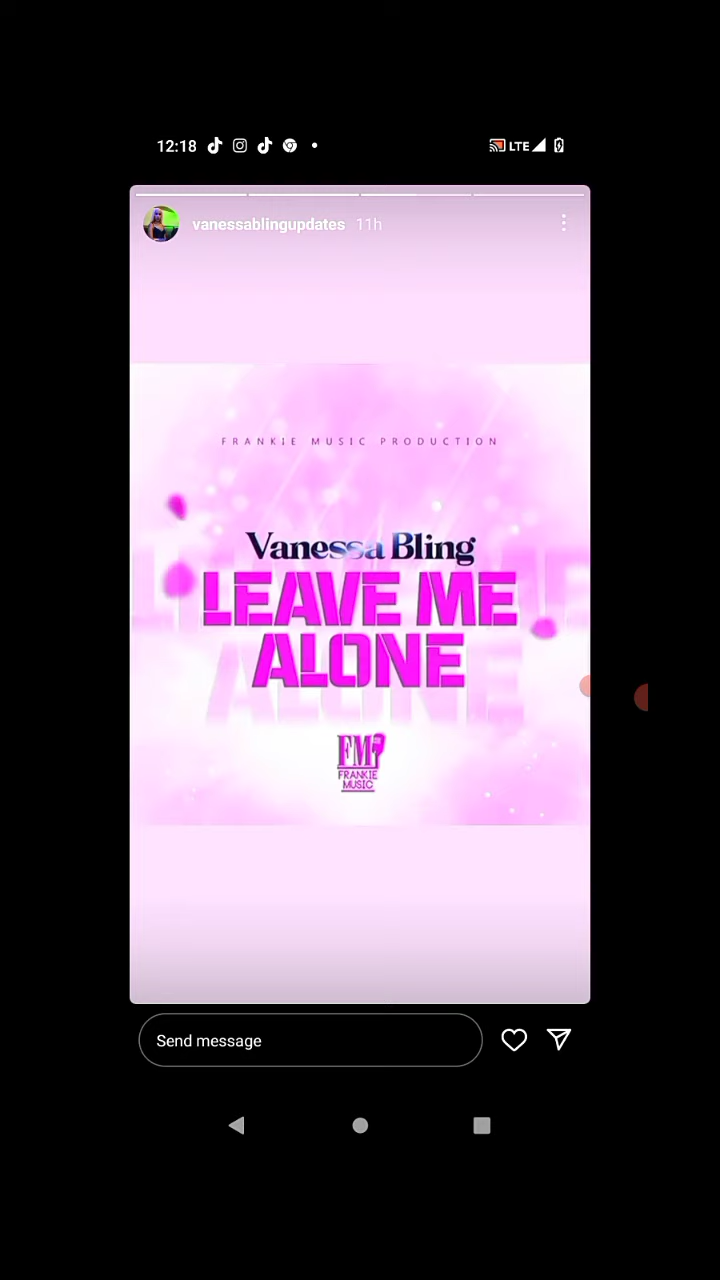 12:18 LTE
vanessablingupdates 11h
FRANKIE MUSIC PRODUCTION
Vanessa Bling
LEAVE ME
ALONE
FM
FRANKIE
MUSIC
Send message